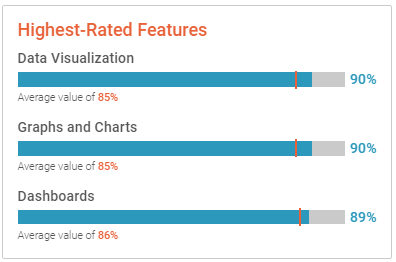 Highest-Rated Features
Data Visualization
90%
Average value of 85%
Graphs and Charts
90%
Average value of 85%
Dashboards
89%
Average value of 86%